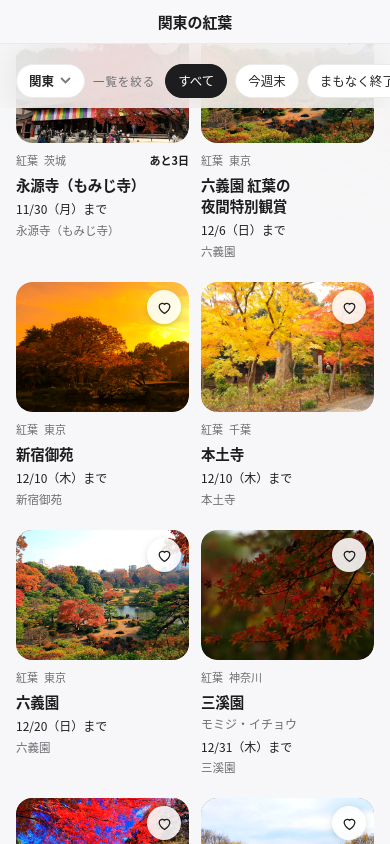 関東の紅葉
関東
一覧を絞る
すべて
今週末
まもなく終了
紅葉 茨城
あと3日
永源寺（もみじ寺）
11/30（月）まで
永源寺（もみじ寺）
紅葉 東京
六義園 紅葉の
夜間特別観賞
12/6（日）まで
六義園
紅葉 東京
新宿御苑
12/10（木）まで
新宿御苑
紅葉 千葉
本土寺
12/10（木）まで
本土寺
紅葉 東京
六義園
12/20（日）まで
六義園
紅葉 神奈川
三溪園
モミジ・イチョウ
12/31（木）まで
三溪園